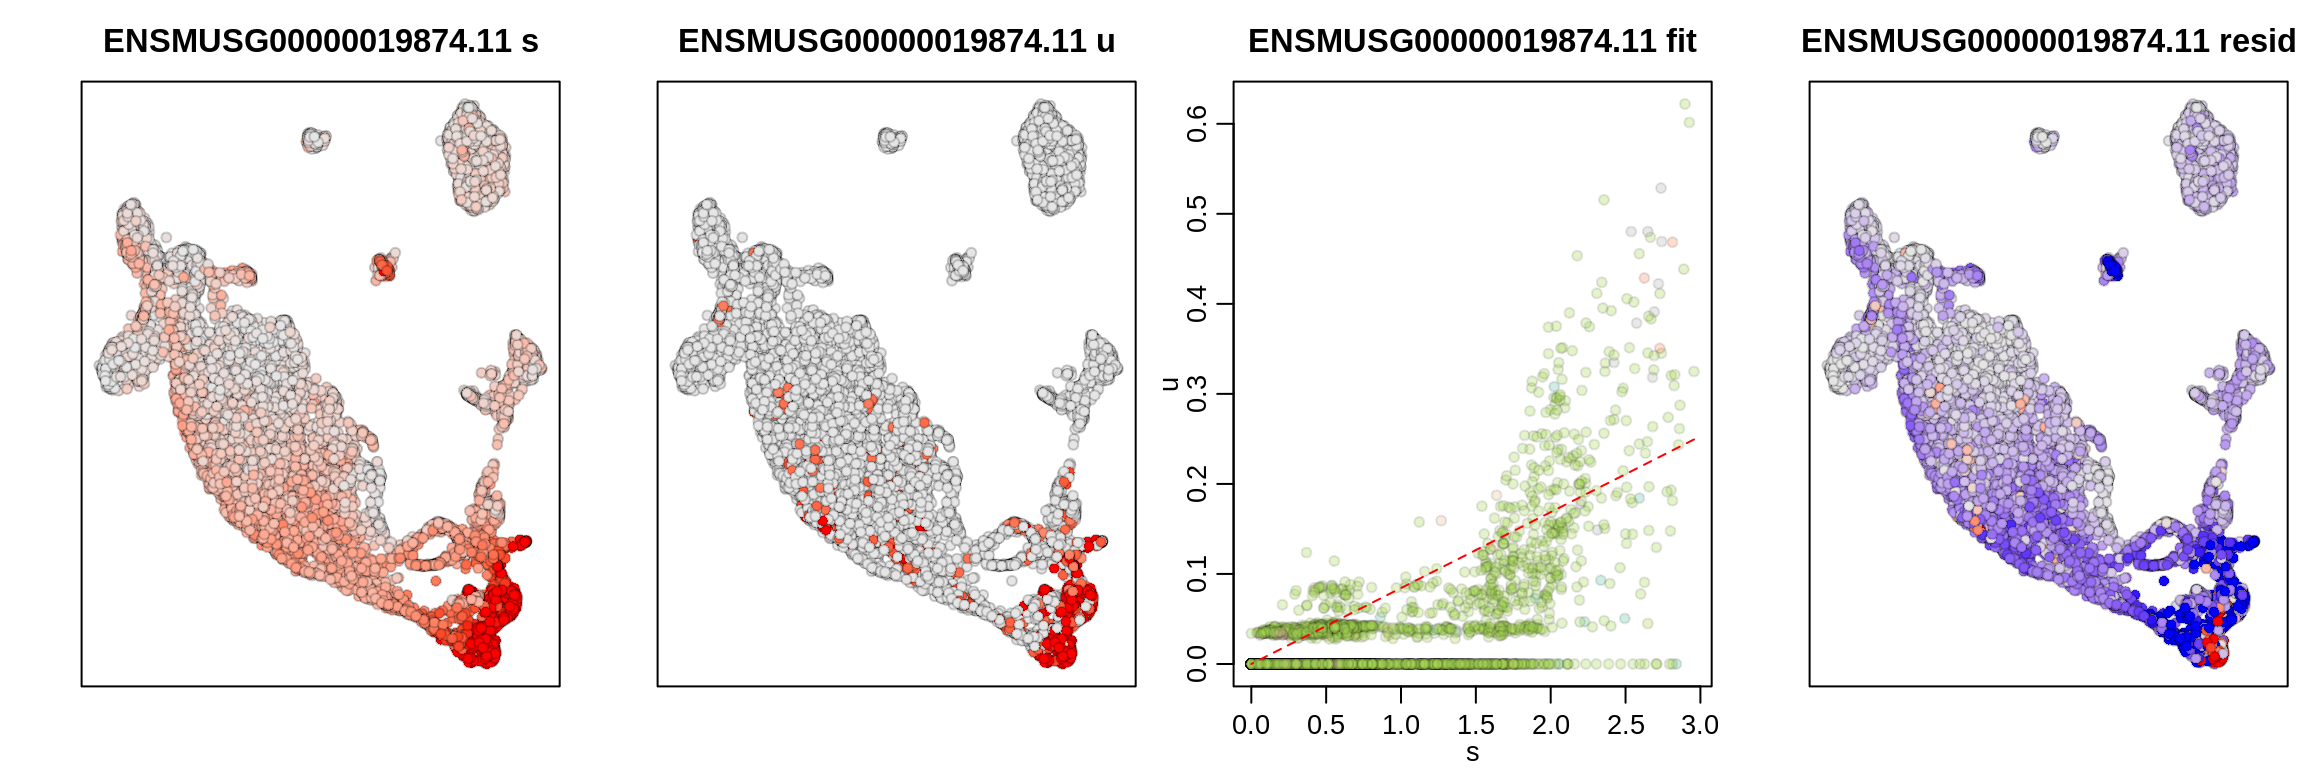 ENSMUSG00000019874.11 s
ENSMUSG00000019874.11 u
ENSMUSG00000019874.11 fit
ENSMUSG00000019874.11 resid
u
0.6
0.5
0.4
0.3
0.2
0.1
0.0
0.0 0.5 1.0 1.5 2.0 2.5 3.0
s